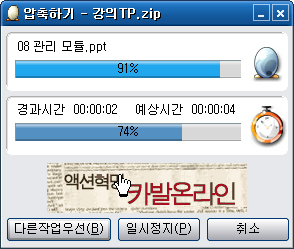 압축하기 - 강의TP.zip
08 관리 모듈.ppt
91%
경과시간 00:00:02 예상시간 00:00:04
74%
액션혁명
카발온라인
다른작업우선(B) 일시정지(P) 취소